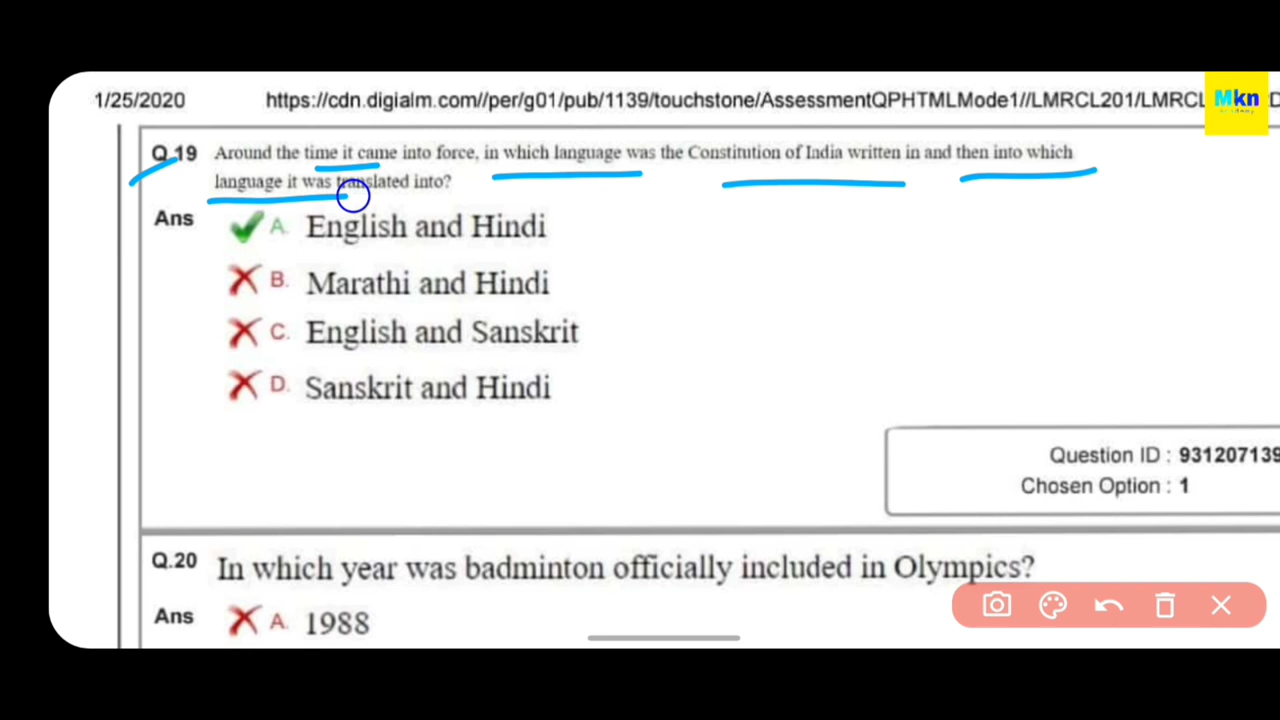 1/25/2020 https://cdn.digialm.com//per/g01/pub/1139/touchstone/AssessmentQPHTMLMode1//LMRCL201/LMRCL
Mkn
Q.19 Around the time it came into force, in which language was the Constitution of India written in and then into which
language it was translated into?
Ans A. English and Hindi
B. Marathi and Hindi
C. English and Sanskrit
D. Sanskrit and Hindi
Question ID : 931207139
Chosen Option : 1
Q.20 In which year was badminton officially included in Olympics?
Ans A. 1988